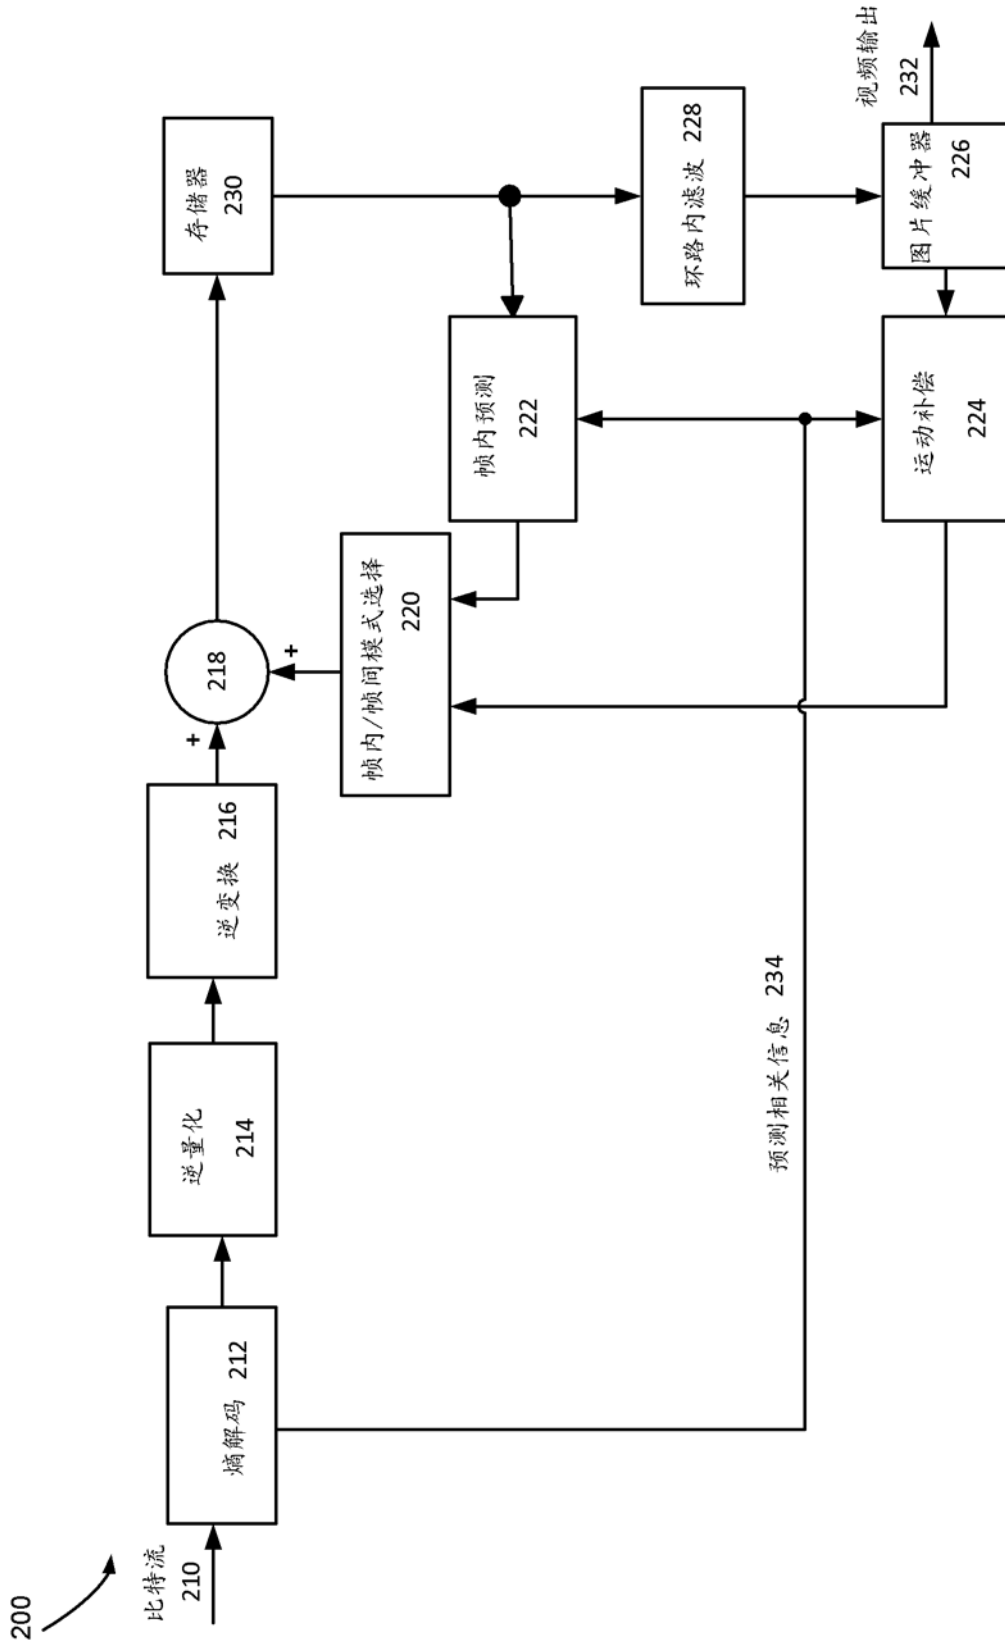 200
比特流
210
熵解码 212
逆量化
214
逆变换 216
218
存储器
230
帧内/帧间模式选择
220
帧内预测
222
环路内滤波 228
视频输出
232
图片缓冲器
226
运动补偿
224
预测相关信息 234
+
+